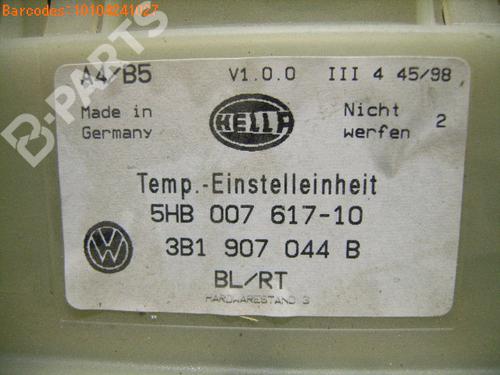 Barcodes:10104241027
A4/B5 V1.0.0 III 4 45/98
Made in Germany HELLA Nicht werfen 2
Temp.-Einstelleinheit
5HB 007 617-10
3B1 907 044 B
BL/RT
HARDWARESTAND 3
B-PARTS